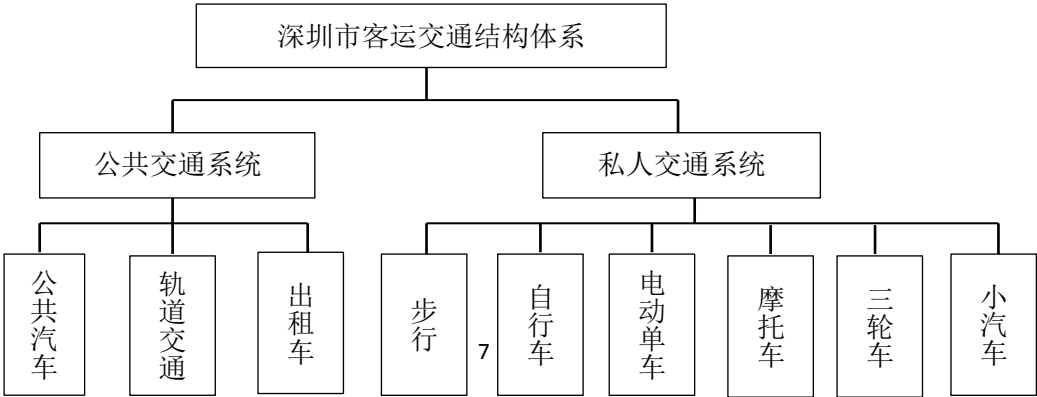 深圳市客运交通结构体系
公共交通系统
私人交通系统
公共汽车
轨道交通
出租车
步行
7
自行车
电动单车
摩托车
三轮车
小汽车